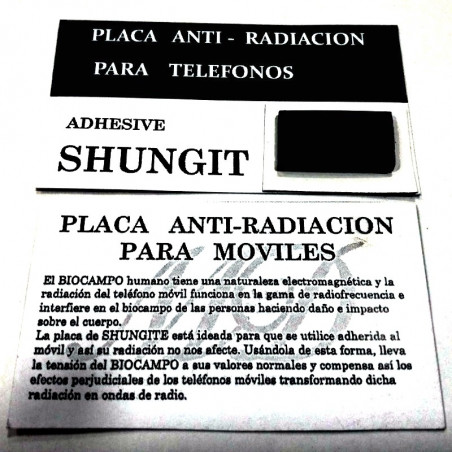 PLACA ANTI - RADIACION
PARA TELEFONOS
ADHESIVE
SHUNGIT
PLACA ANTI-RADIACION
PARA MOVILES
El BIOCAMPO humano tiene una naturaleza electromagnética y la
radiación del teléfono móvil funciona en la gama de radiofrecuencia e
interfiere en el biocampo de las personas haciendo daño e impacto
sobre el cuerpo.
La placa de SHUNGITE está ideada para que se utilice adherida al
móvil y así su radiación no nos afecte. Usándola de esta forma, lleva
la tensión del BIOCAMPO a sus valores normales y compensa así los
efectos perjudiciales de los teléfonos móviles transformando dicha
radiación en ondas de radio.